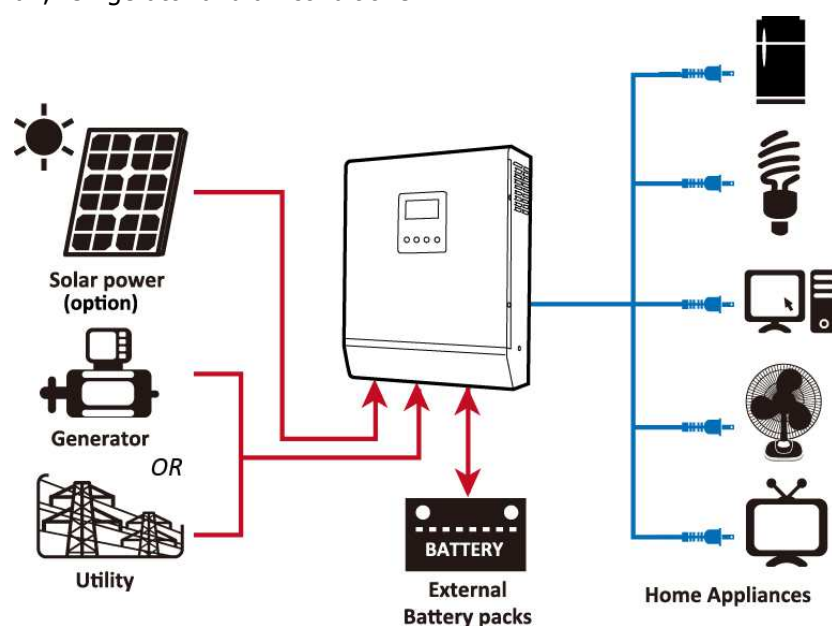 Solar power
(option)
Generator
OR
Utility
BATTERY
External
Battery packs
Home Appliances